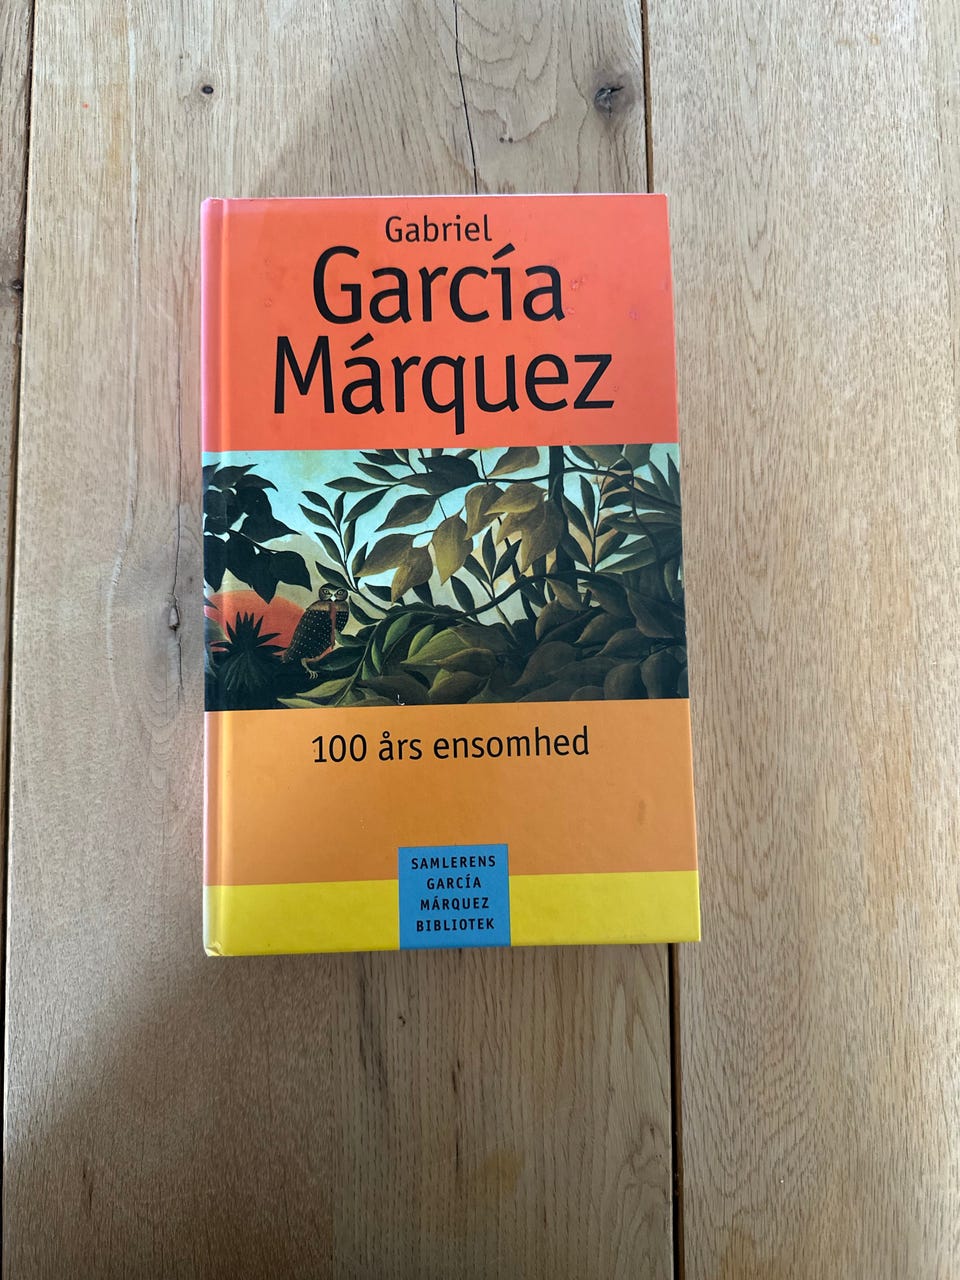 Gabriel
García
Márquez
100 års ensomhed
SAMLERENS
GARCÍA
MÁRQUEZ
BIBLIOTEK